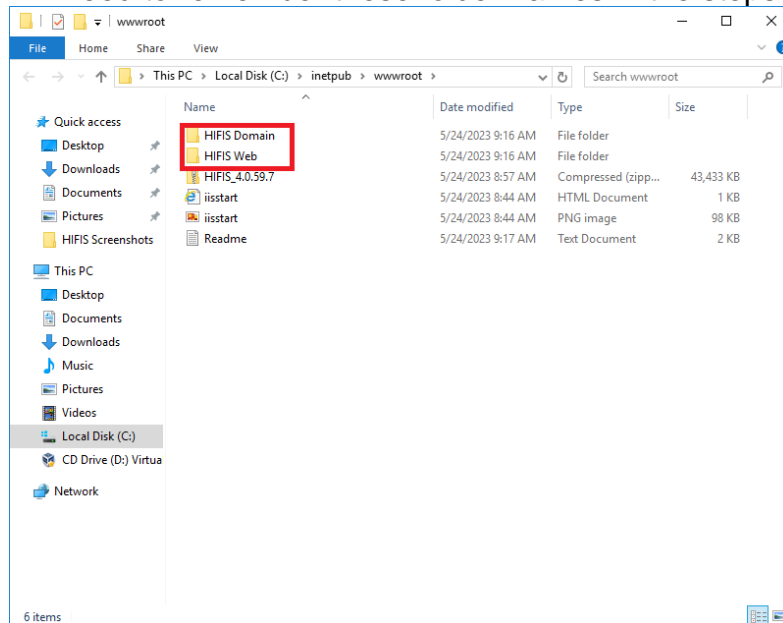 wwwroot
File Home Share View
This PC > Local Disk (C:) > inetpub > wwwroot >
Search wwwroot
Name Date modified Type Size
Quick access
Desktop
Downloads
Documents
Pictures
HIFIS Screenshots
This PC
Desktop
Documents
Downloads
Music
Pictures
Videos
Local Disk (C:)
CD Drive (D:) Virtua
Network
HIFIS Domain 5/24/2023 9:16 AM File folder
HIFIS Web 5/24/2023 9:16 AM File folder
HIFIS_4.0.59.7 5/24/2023 8:57 AM Compressed (zipp... 43,433 KB
iisstart 5/24/2023 8:44 AM HTML Document 1 KB
iisstart 5/24/2023 8:44 AM PNG image 98 KB
Readme 5/24/2023 9:17 AM Text Document 2 KB
6 items